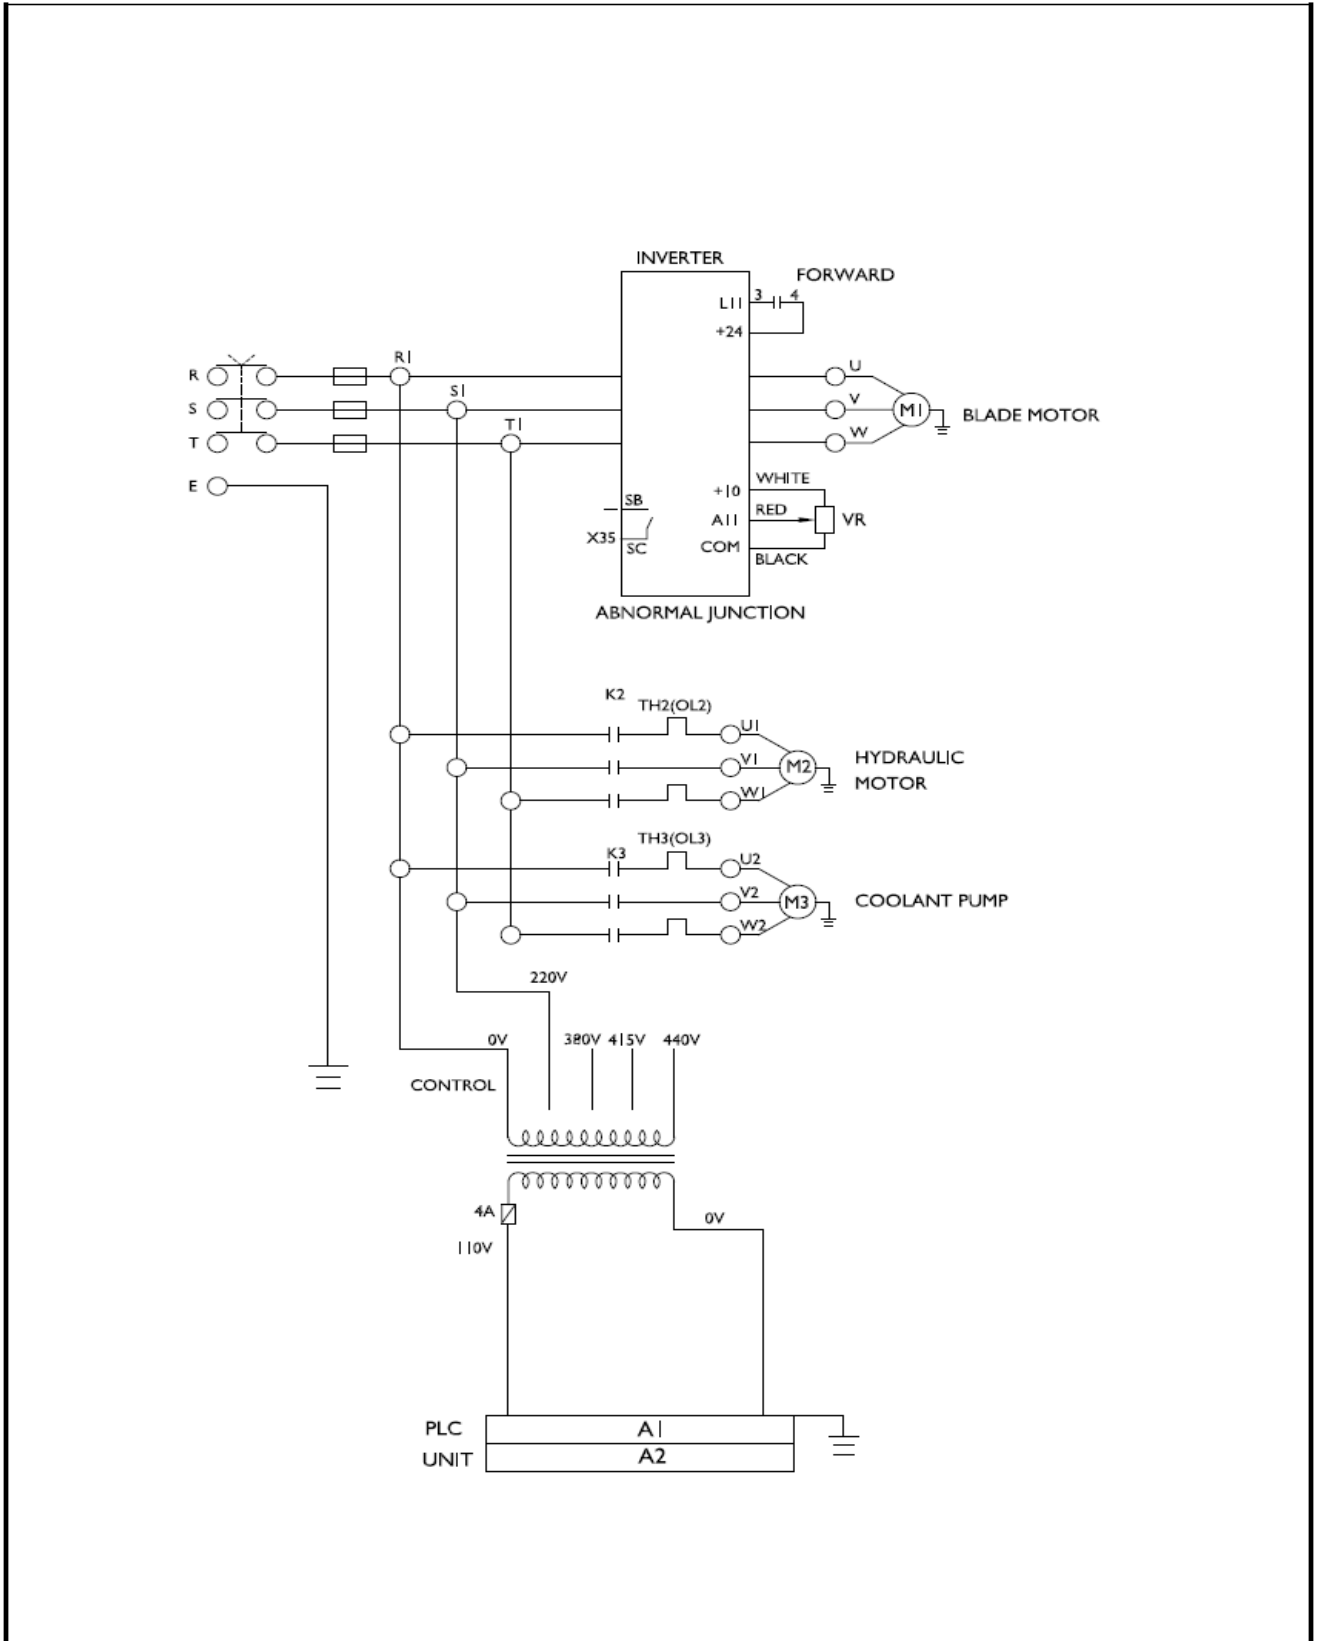 INVERTER
FORWARD
L11 3 4
+24
R R1 U
S S1 V M1 BLADE MOTOR
T T1 W
E
+10 WHITE
SB
A11 RED VR
X35 SC
COM BLACK
ABNORMAL JUNCTION
K2 TH2(OL2)
U1
V1 M2 HYDRAULIC
MOTOR
W1
TH3(OL3)
K3 U2
V2 M3 COOLANT PUMP
W2
220V
0V 380V 415V 440V
CONTROL
4A
0V
110V
PLC A1
UNIT A2